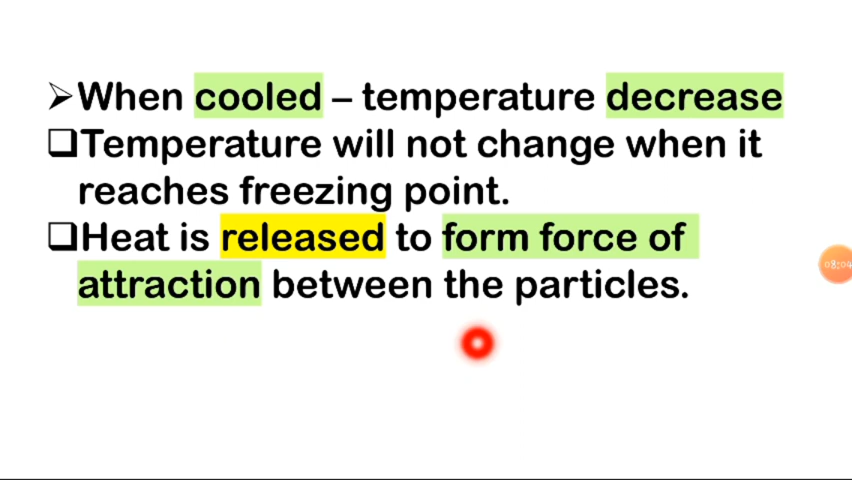 ➢When cooled – temperature decrease
❑Temperature will not change when it
reaches freezing point.
❑Heat is released to form force of
attraction between the particles.